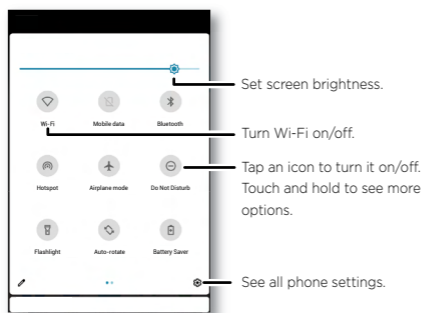 Set screen brightness.
Wi-Fi
Mobile data
Bluetooth
Turn Wi-Fi on/off.
Hotspot
Airplane mode
Do Not Disturb
Tap an icon to turn it on/off.
Touch and hold to see more
options.
Flashlight
Auto-rotate
Battery Saver
See all phone settings.